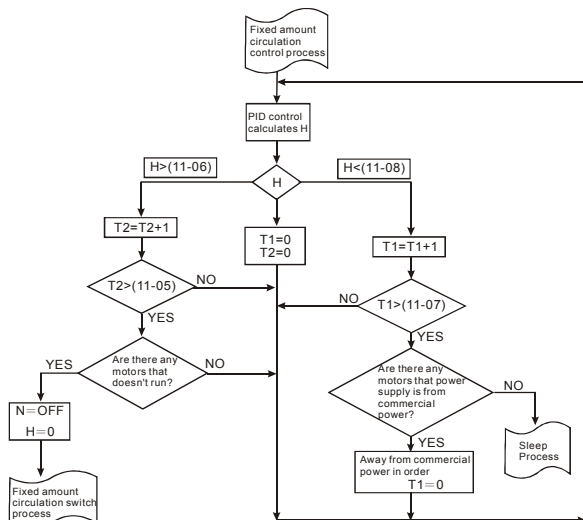 Fixed amount
circulation
control process
PID control
calculates H
H>(11-06)
H<(11-08)
H
T2=T2+1
T1=0
T2=0
T1=T1+1
T2>(11-05)
NO
NO
T1>(11-07)
YES
YES
Are there any
motors that
doesn't run?
YES
NO
Are there any
motors that power
supply is from
commercial
power?
NO
N=OFF
H=0
YES
Sleep
Process
Away from commercial
power in order
T1=0
Fixed amount
circulation switch
process